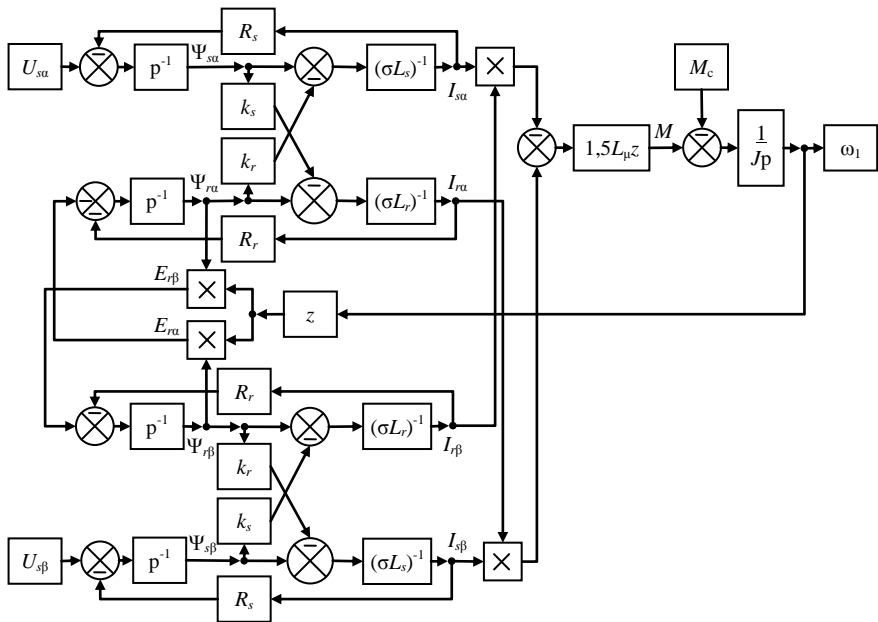 R_s
U_sα
p⁻¹
Ψ_sα
(σL_s)⁻¹
I_sα
×
M_c
k_s
1,5L_μz
M
1
Jp
ω₁
k_r
Ψ_rα
p⁻¹
(σL_r)⁻¹
I_rα
R_r
E_rβ
×
z
E_rα
×
R_r
p⁻¹
Ψ_rβ
(σL_r)⁻¹
I_rβ
k_r
k_s
U_sβ
p⁻¹
Ψ_sβ
(σL_s)⁻¹
I_sβ
×
R_s